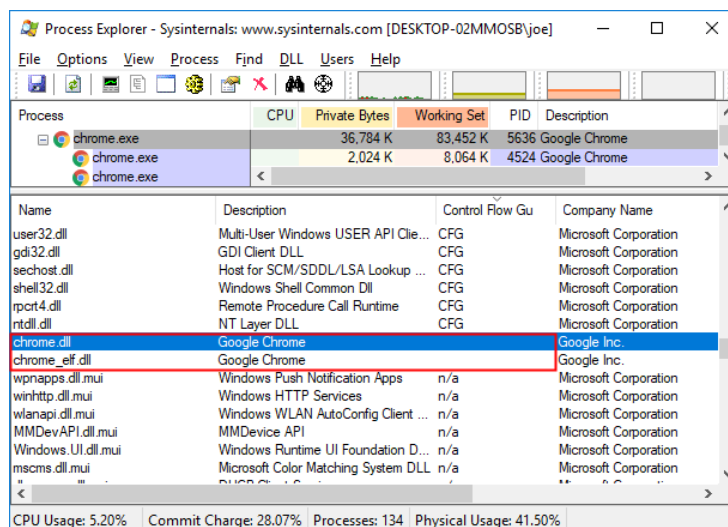 Process Explorer - Sysinternals: www.sysinternals.com [DESKTOP-02MMOSB\joe]
File Options View Process Find DLL Users Help
Process CPU Private Bytes Working Set PID Description
chrome.exe 36,784 K 83,452 K 5636 Google Chrome
chrome.exe 2,024 K 8,064 K 4524 Google Chrome
chrome.exe
Name Description Control Flow Gu Company Name
user32.dll Multi-User Windows USER API Clie... CFG Microsoft Corporation
gdi32.dll GDI Client DLL CFG Microsoft Corporation
sechost.dll Host for SCM/SDDL/LSA Lookup ... CFG Microsoft Corporation
shell32.dll Windows Shell Common Dll CFG Microsoft Corporation
rpcrt4.dll Remote Procedure Call Runtime CFG Microsoft Corporation
ntdll.dll NT Layer DLL CFG Microsoft Corporation
chrome.dll Google Chrome Google Inc.
chrome_elf.dll Google Chrome Google Inc.
wpnapps.dll.mui Windows Push Notification Apps n/a Microsoft Corporation
winhttp.dll.mui Windows HTTP Services n/a Microsoft Corporation
wlanapi.dll.mui Windows WLAN AutoConfig Client ... n/a Microsoft Corporation
MMDevAPI.dll.mui MMDevice API n/a Microsoft Corporation
Windows.UI.dll.mui Windows Runtime UI Foundation D... n/a Microsoft Corporation
mscms.dll.mui Microsoft Color Matching System DLL n/a Microsoft Corporation
CPU Usage: 5.20% Commit Charge: 28.07% Processes: 134 Physical Usage: 41.50%